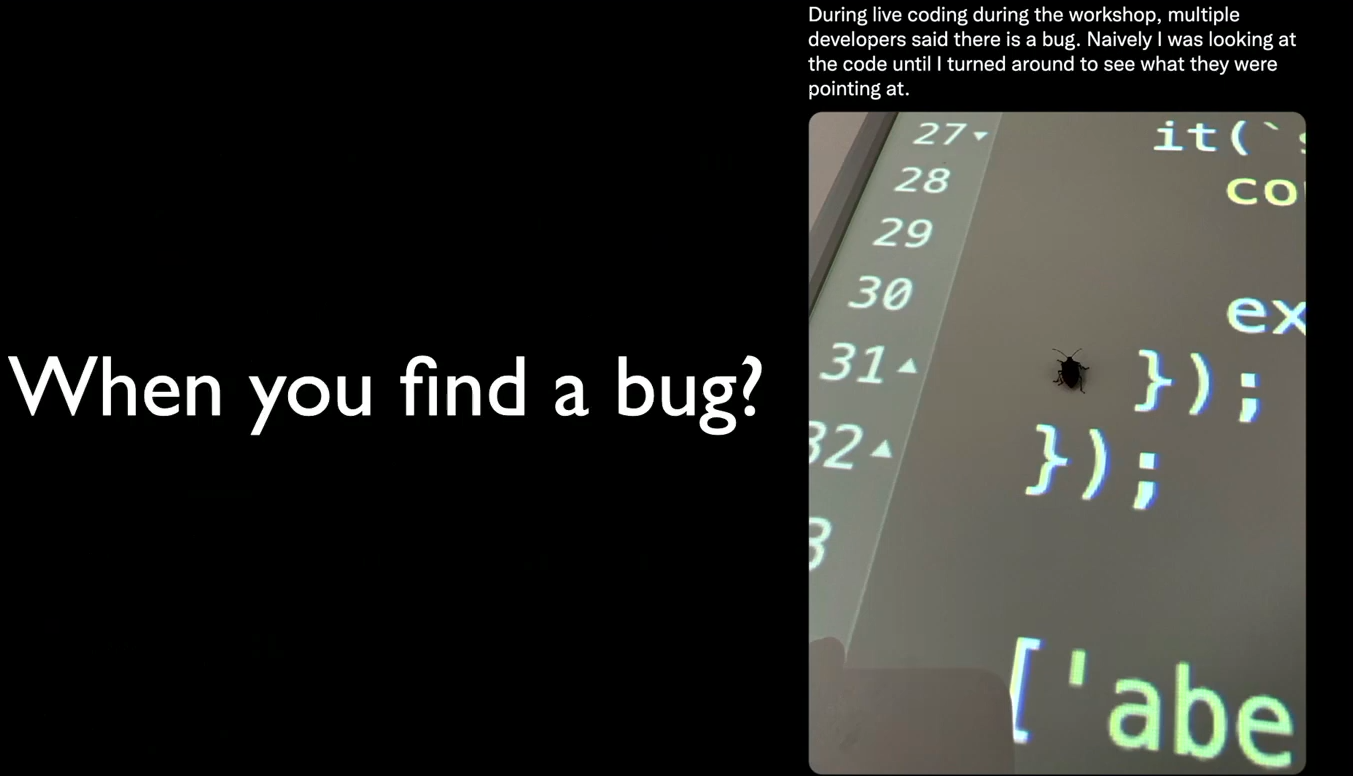 When you find a bug?
During live coding during the workshop, multiple
developers said there is a bug. Naively I was looking at
the code until I turned around to see what they were
pointing at.
27 it(`
28 co
29
30 ex
31 });
32 });
['abe